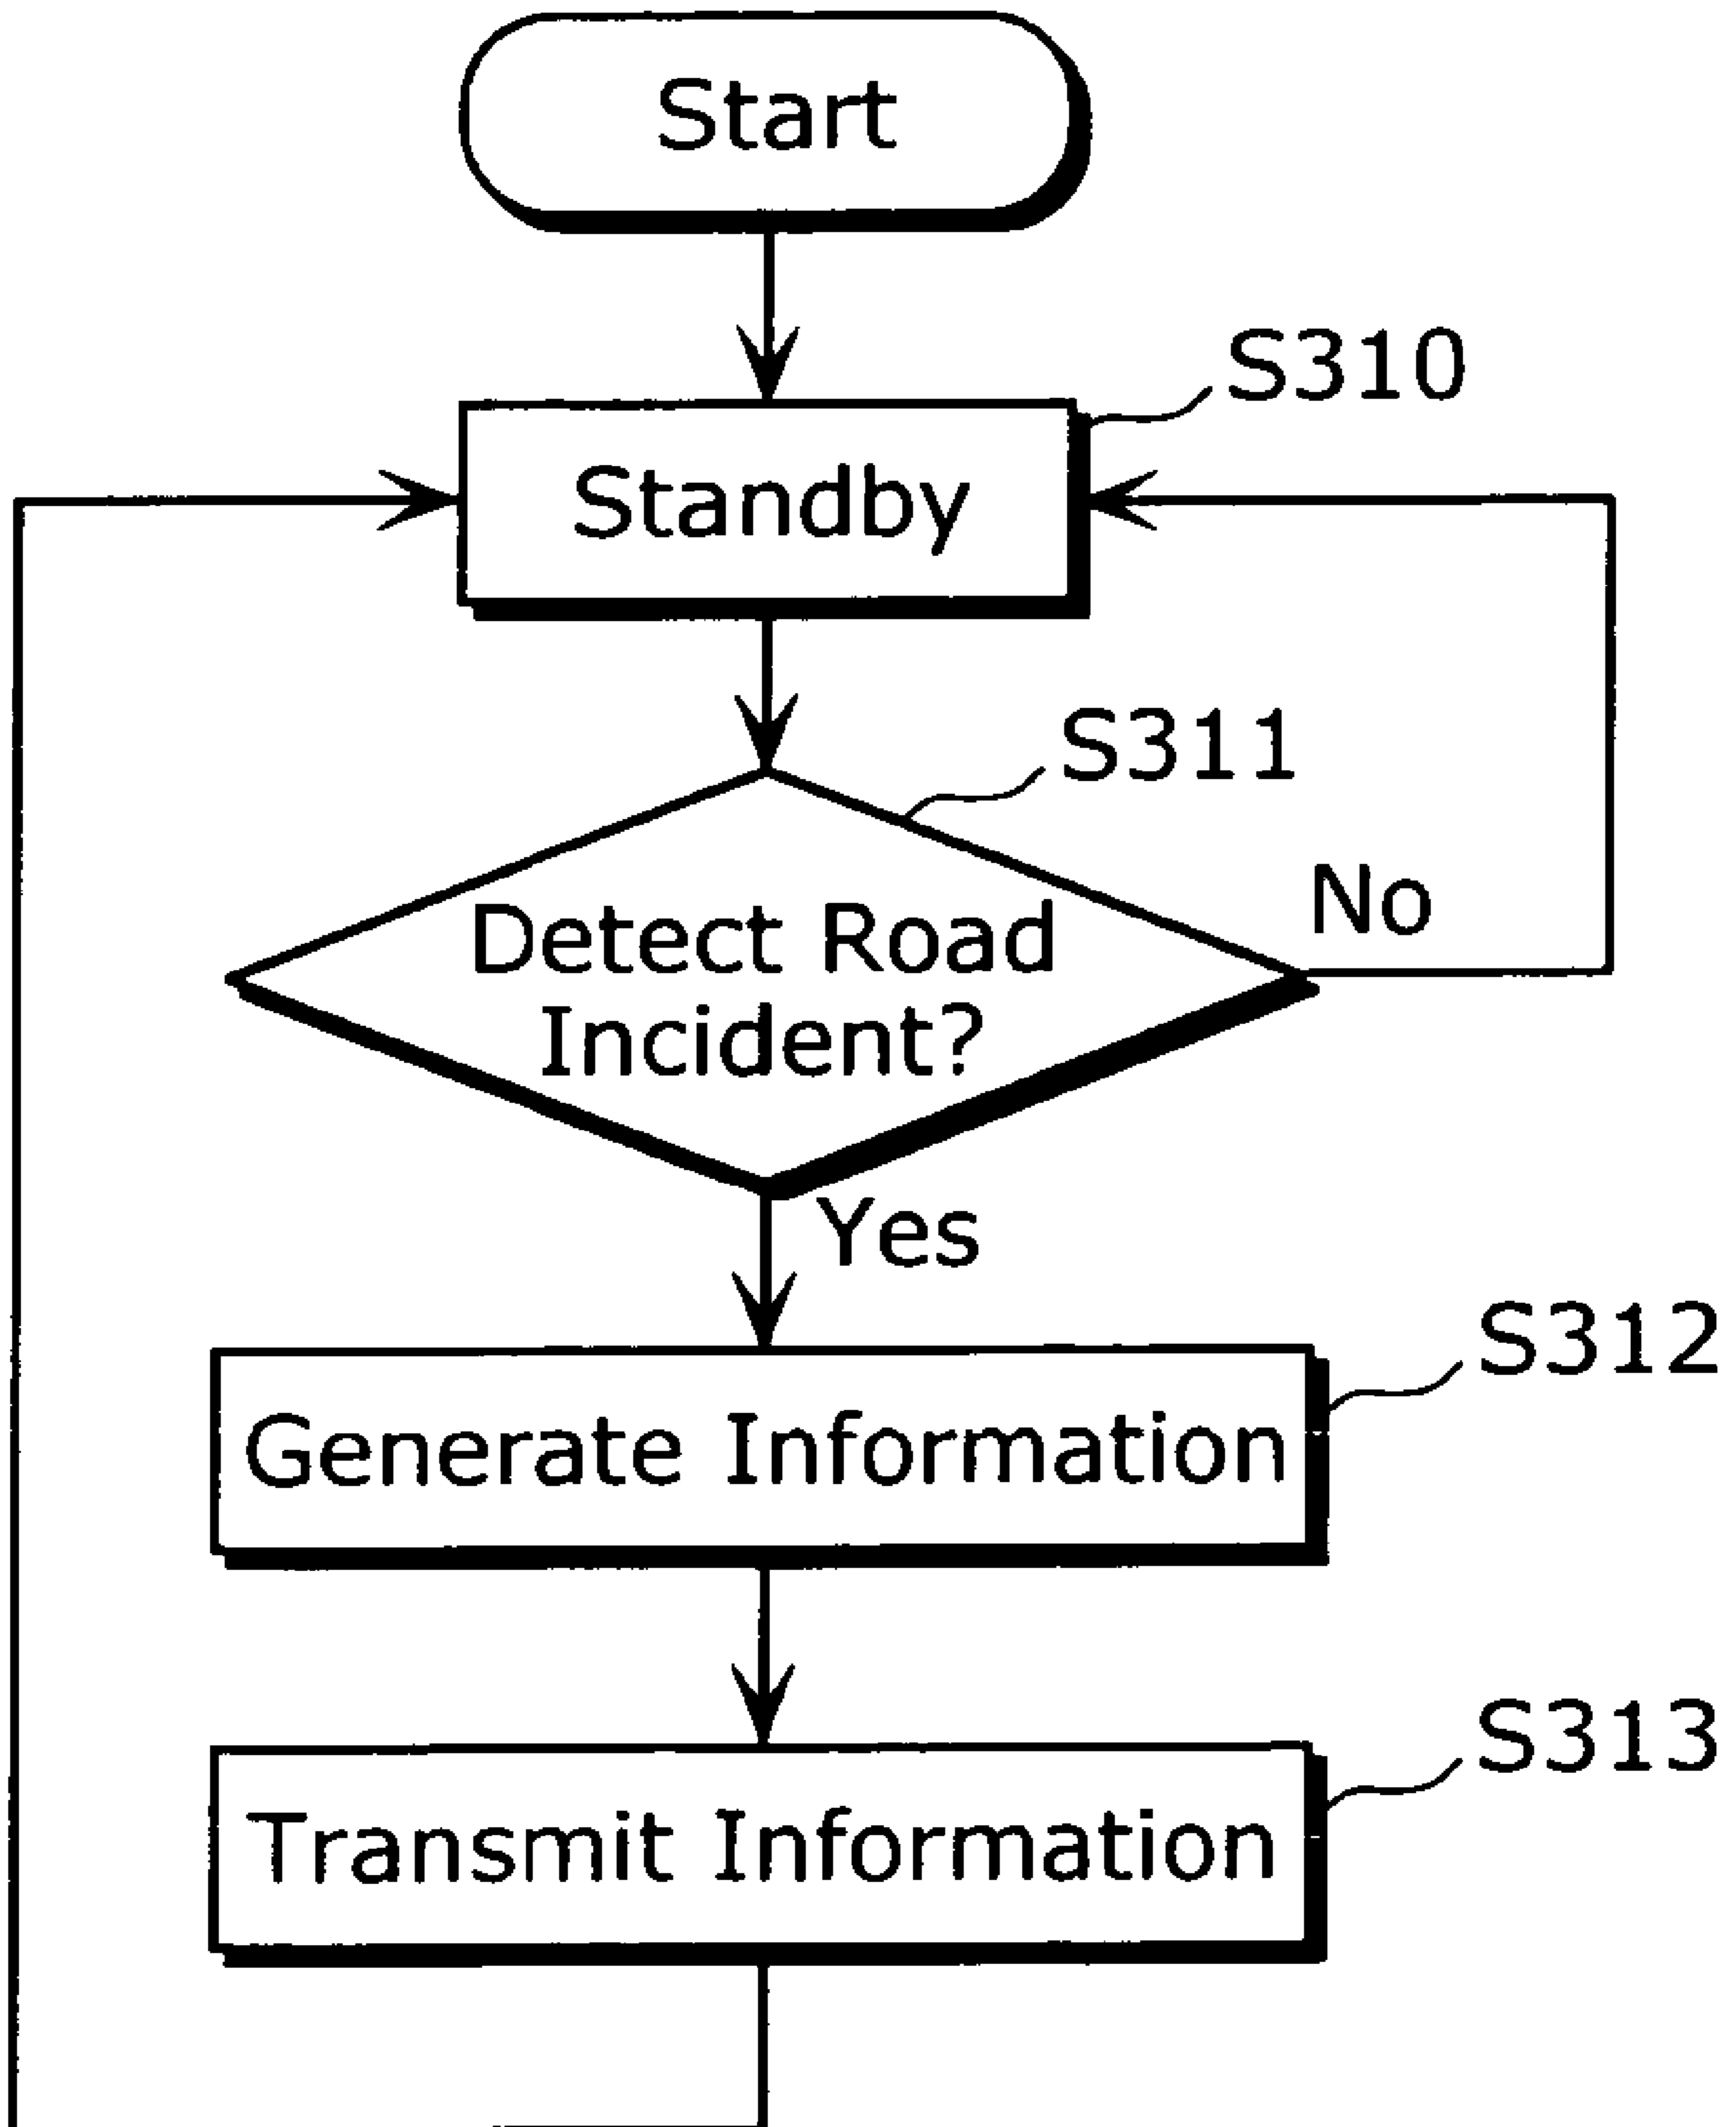 Start
S310
Standby
S311
No
Detect Road
Incident?
Yes
S312
Generate Information
S313
Transmit Information